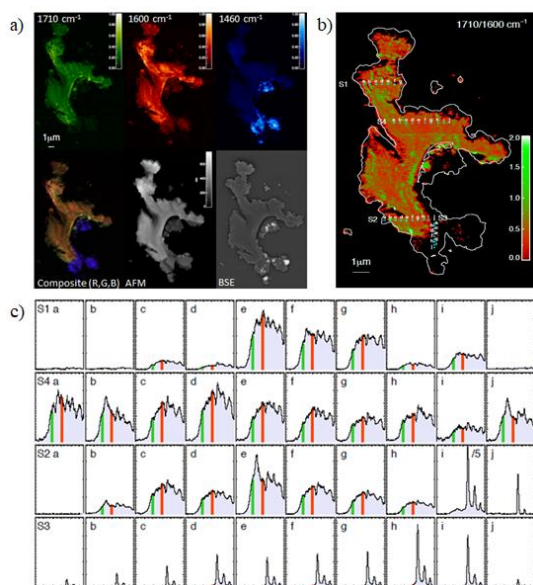 a)
1710 cm⁻¹
1600 cm⁻¹
1460 cm⁻¹
1μm
Composite (R,G,B)
AFM
BSE
b)
1710/1600 cm⁻¹
S1
S4
S2
S3
2.0
1.5
1.0
0.5
0.0
1μm
c)
S1 a b c d e f g h i j
S4 a b c d e f g h i j
S2 a b c d e f g h i /5 j
S3 b c d e f g h i j